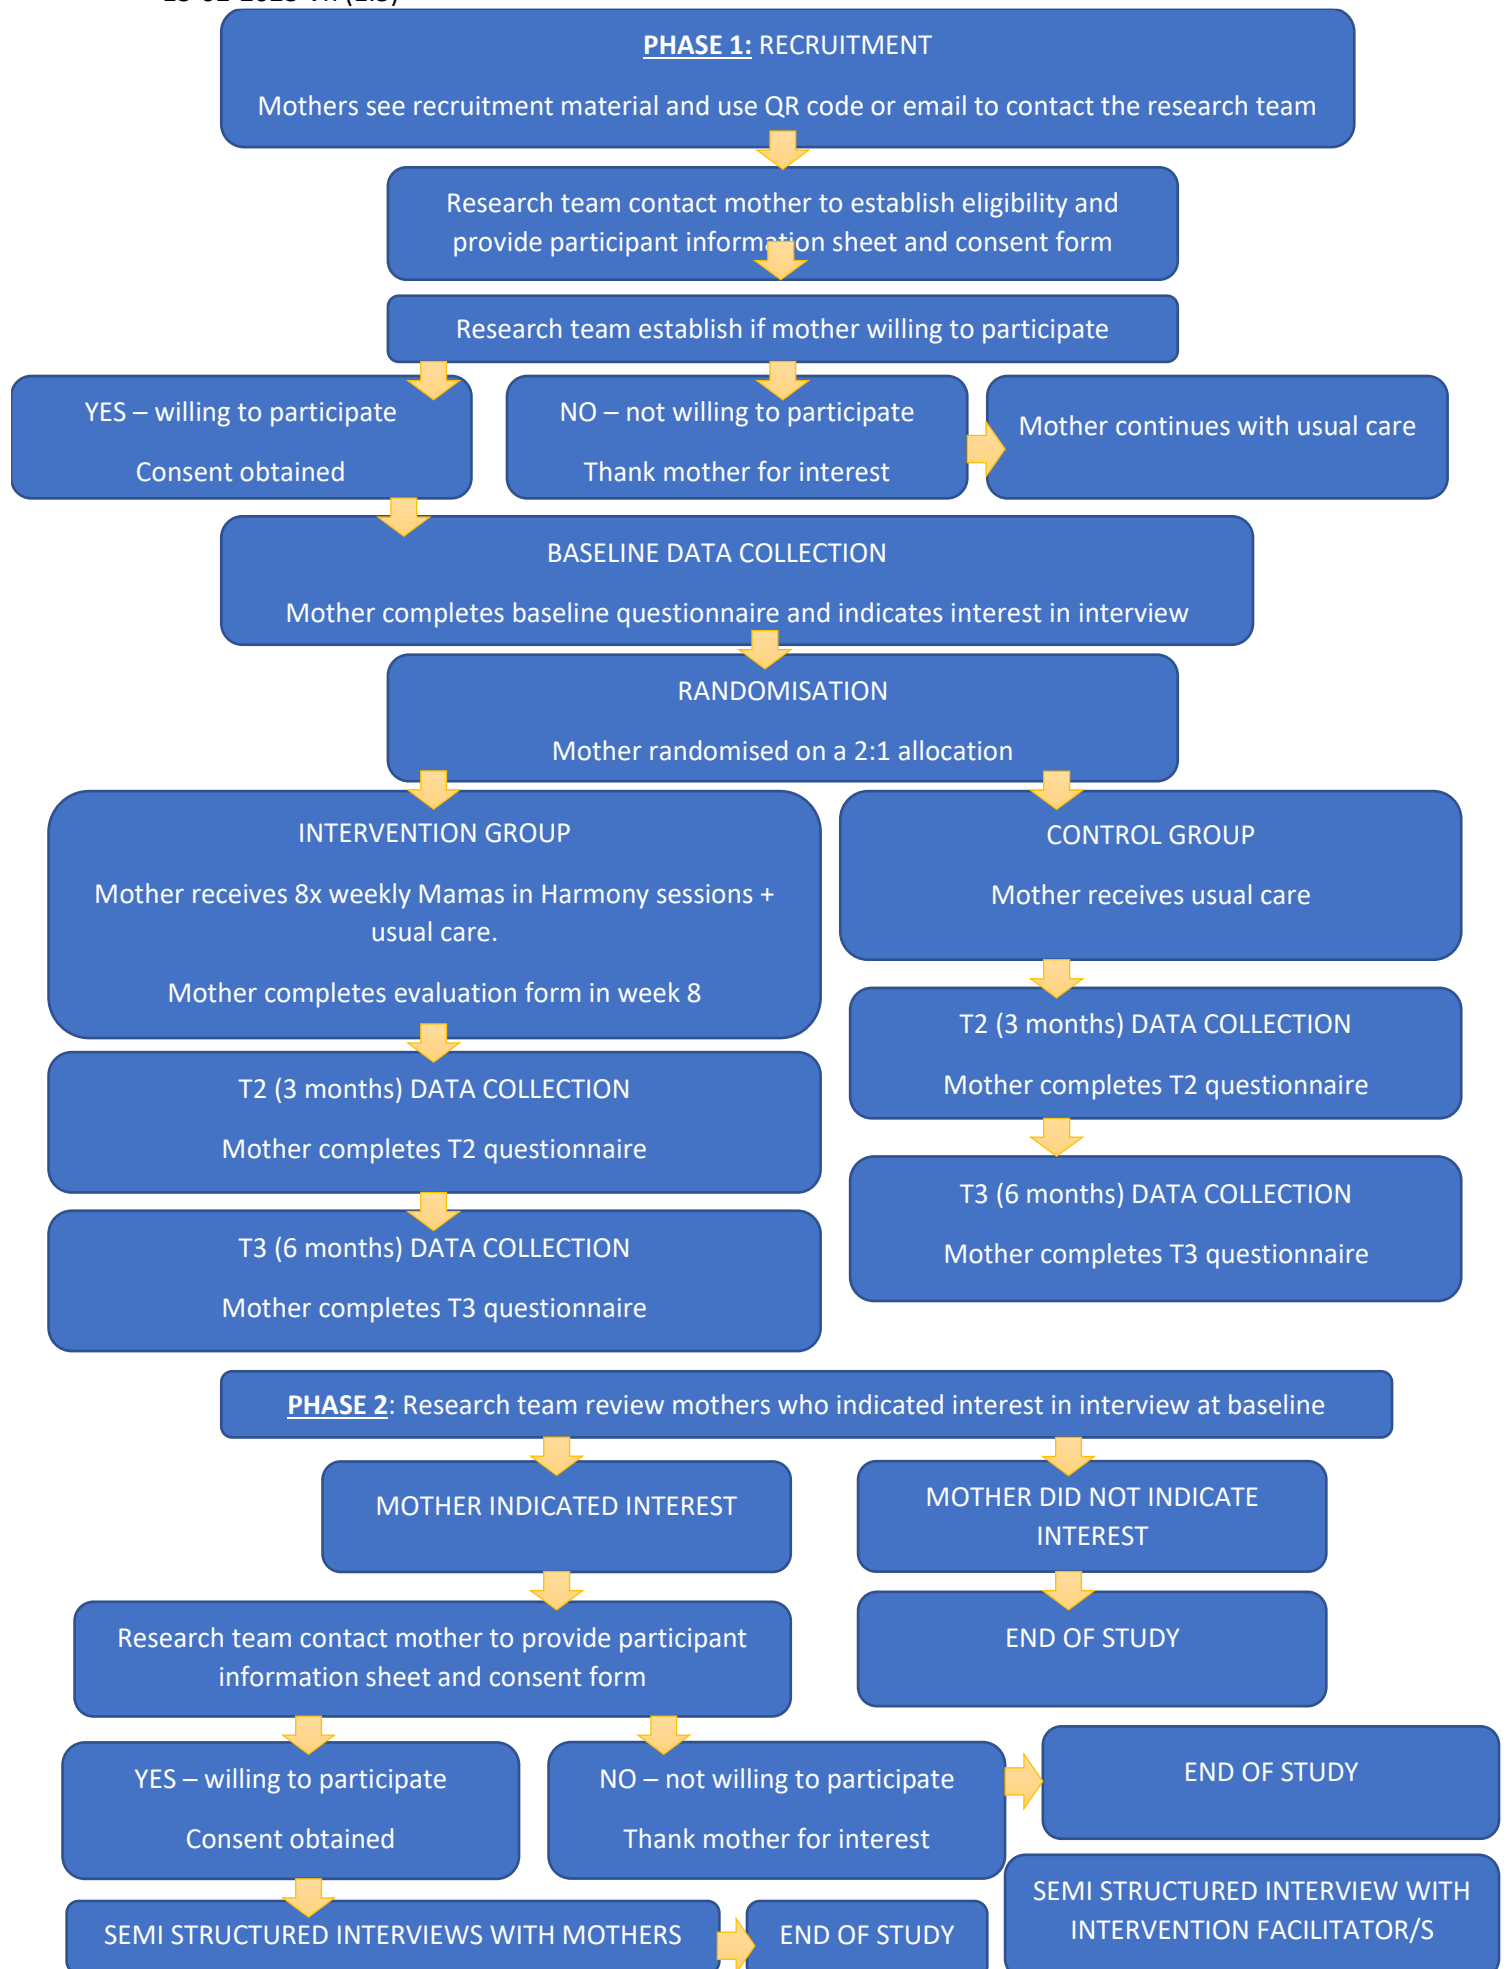 PHASE 1: RECRUITMENT
Mothers see recruitment material and use QR code or email to contact the research team
Research team contact mother to establish eligibility and
provide participant information sheet and consent form
Research team establish if mother willing to participate
YES – willing to participate
Consent obtained
NO – not willing to participate
Thank mother for interest
Mother continues with usual care
BASELINE DATA COLLECTION
Mother completes baseline questionnaire and indicates interest in interview
RANDOMISATION
Mother randomised on a 2:1 allocation
INTERVENTION GROUP
Mother receives 8x weekly Mamas in Harmony sessions +
usual care.
Mother completes evaluation form in week 8
CONTROL GROUP
Mother receives usual care
T2 (3 months) DATA COLLECTION
Mother completes T2 questionnaire
T3 (6 months) DATA COLLECTION
Mother completes T3 questionnaire
T2 (3 months) DATA COLLECTION
Mother completes T2 questionnaire
T3 (6 months) DATA COLLECTION
Mother completes T3 questionnaire
PHASE 2: Research team review mothers who indicated interest in interview at baseline
MOTHER INDICATED INTEREST
MOTHER DID NOT INDICATE
INTEREST
Research team contact mother to provide participant
information sheet and consent form
END OF STUDY
YES – willing to participate
Consent obtained
NO – not willing to participate
Thank mother for interest
END OF STUDY
SEMI STRUCTURED INTERVIEWS WITH MOTHERS
END OF STUDY
SEMI STRUCTURED INTERVIEW WITH
INTERVENTION FACILITATOR/S